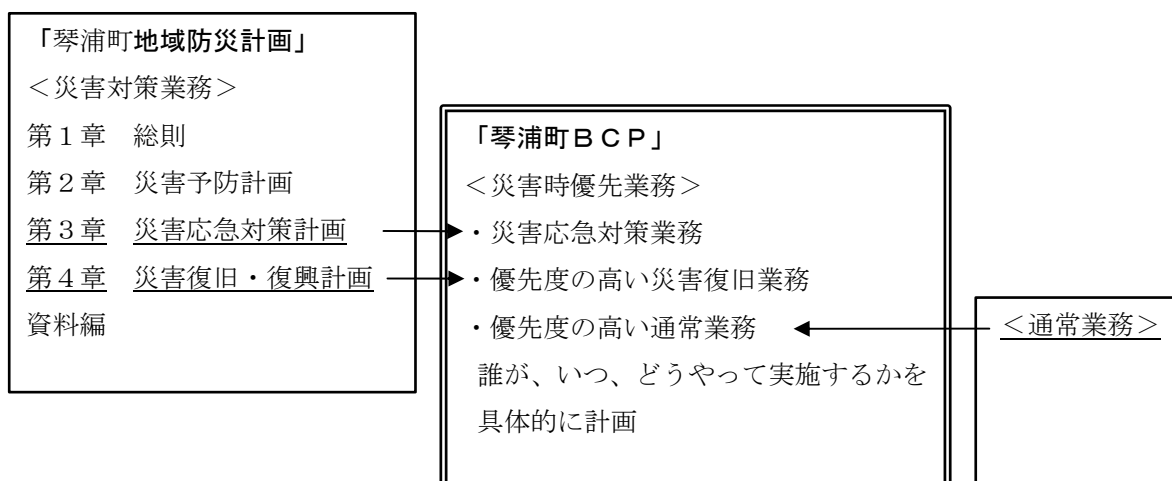 「琴浦町地域防災計画」
＜災害対策業務＞
第１章　総則
第２章　災害予防計画
第３章　災害応急対策計画
第４章　災害復旧・復興計画
資料編
「琴浦町ＢＣＰ」
＜災害時優先業務＞
・災害応急対策業務
・優先度の高い災害復旧業務
・優先度の高い通常業務
誰が、いつ、どうやって実施するかを
具体的に計画
＜通常業務＞